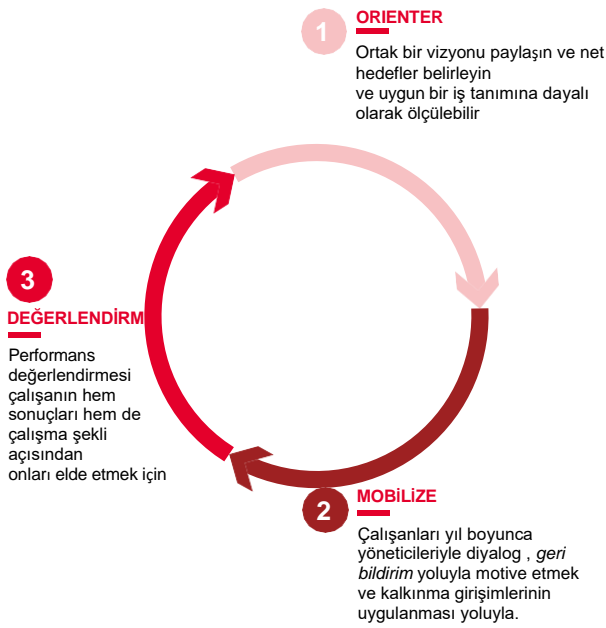 1
ORIENTER
Ortak bir vizyonu paylaşın ve net
hedefler belirleyin
ve uygun bir iş tanımına dayalı
olarak ölçülebilir
3
DEĞERLENDİRM
Performans
değerlendirmesi
çalışanın hem
sonuçları hem de
çalışma şekli
açısından
onları elde etmek için
2
MOBİLİZE
Çalışanları yıl boyunca
yöneticileriyle diyalog , geri
bildirim yoluyla motive etmek
ve kalkınma girişimlerinin
uygulanması yoluyla.